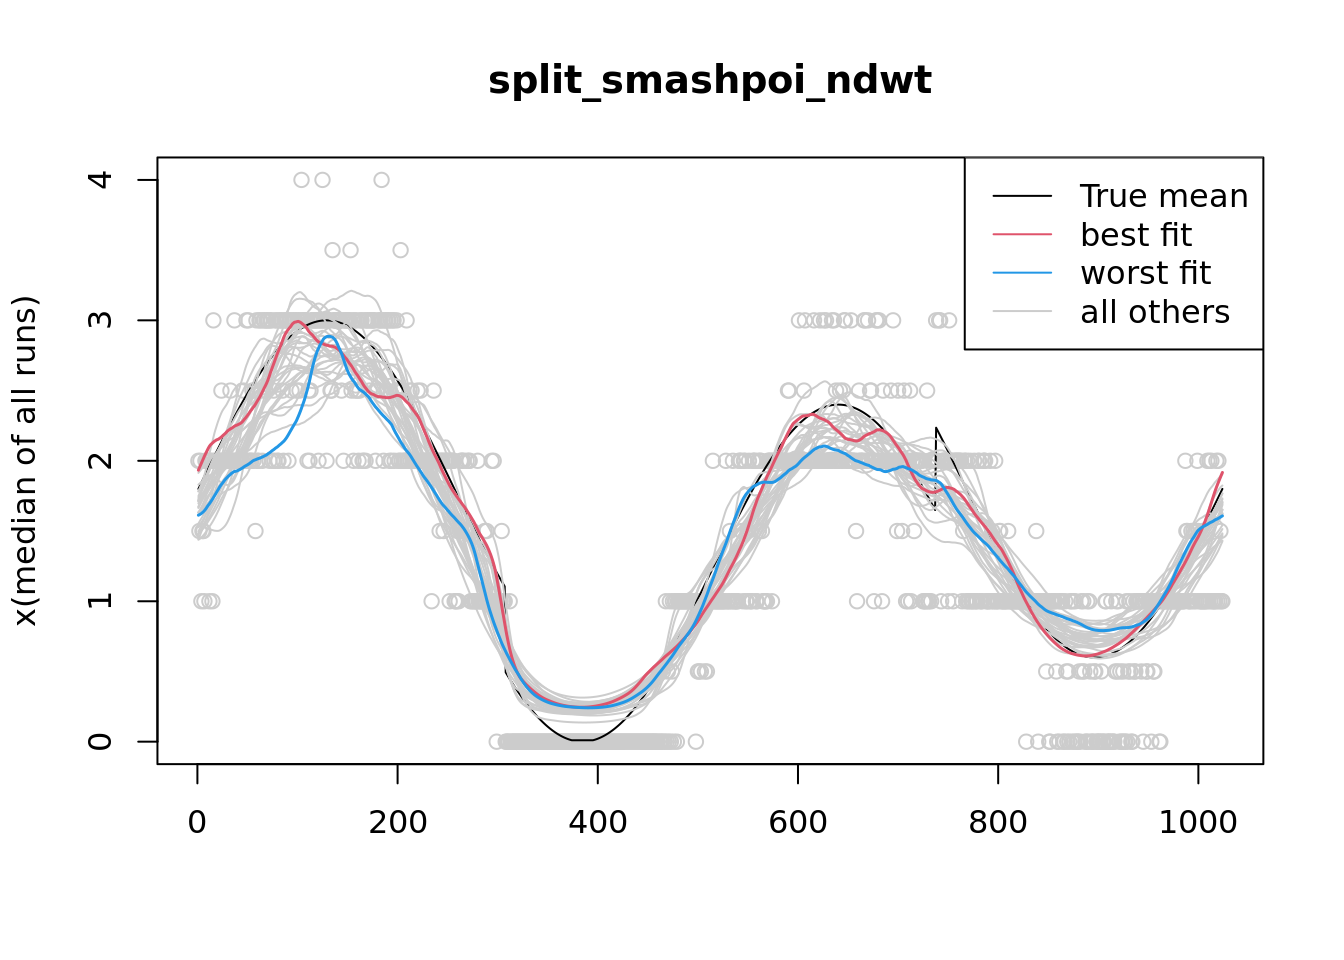 split_smashpoi_ndwt
x(median of all runs)
4
3
2
1
0
True mean
best fit
worst fit
all others
0 200 400 600 800 1000